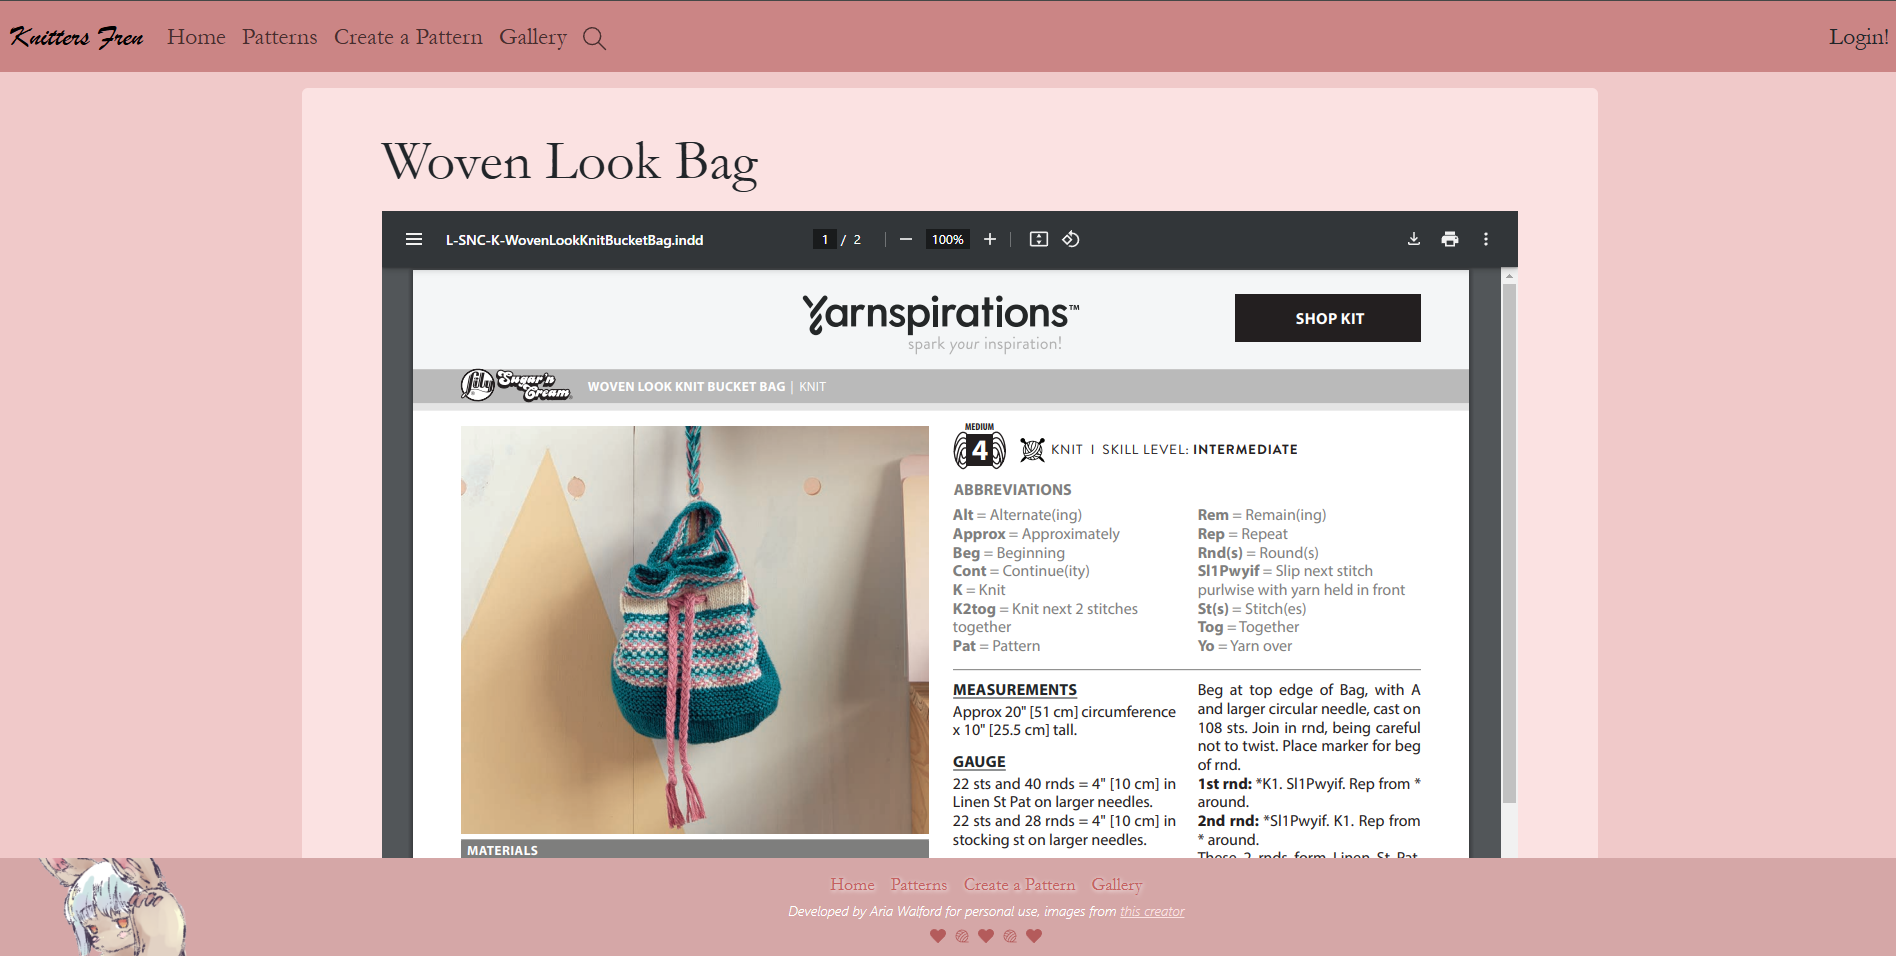 Knitters Fren Home Patterns Create a Pattern Gallery Login!
Woven Look Bag
L-SNC-K-WovenLookKnitBucketBag.indd 1 / 2 100%
Yarnspirations™
spark your inspiration!
SHOP KIT
Lily Sugar'n Cream WOVEN LOOK KNIT BUCKET BAG | KNIT
MEDIUM
4
KNIT I SKILL LEVEL: INTERMEDIATE
ABBREVIATIONS
Alt = Alternate(ing)
Approx = Approximately
Beg = Beginning
Cont = Continue(ity)
K = Knit
K2tog = Knit next 2 stitches
together
Pat = Pattern
Rem = Remain(ing)
Rep = Repeat
Rnd(s) = Round(s)
Sl1Pwyif = Slip next stitch
purlwise with yarn held in front
St(s) = Stitch(es)
Tog = Together
Yo = Yarn over
MEASUREMENTS
Approx 20" [51 cm] circumference
x 10" [25.5 cm] tall.
GAUGE
22 sts and 40 rnds = 4" [10 cm] in
Linen St Pat on larger needles.
22 sts and 28 rnds = 4" [10 cm] in
stocking st on larger needles.
Beg at top edge of Bag, with A
and larger circular needle, cast on
108 sts. Join in rnd, being careful
not to twist. Place marker for beg
of rnd.
1st rnd: *K1. Sl1Pwyif. Rep from *
around.
2nd rnd: *Sl1Pwyif. K1. Rep from
* around.
These 2 rnds form Linen St Pat.
MATERIALS
Home Patterns Create a Pattern Gallery
Developed by Aria Walford for personal use, images from this creator